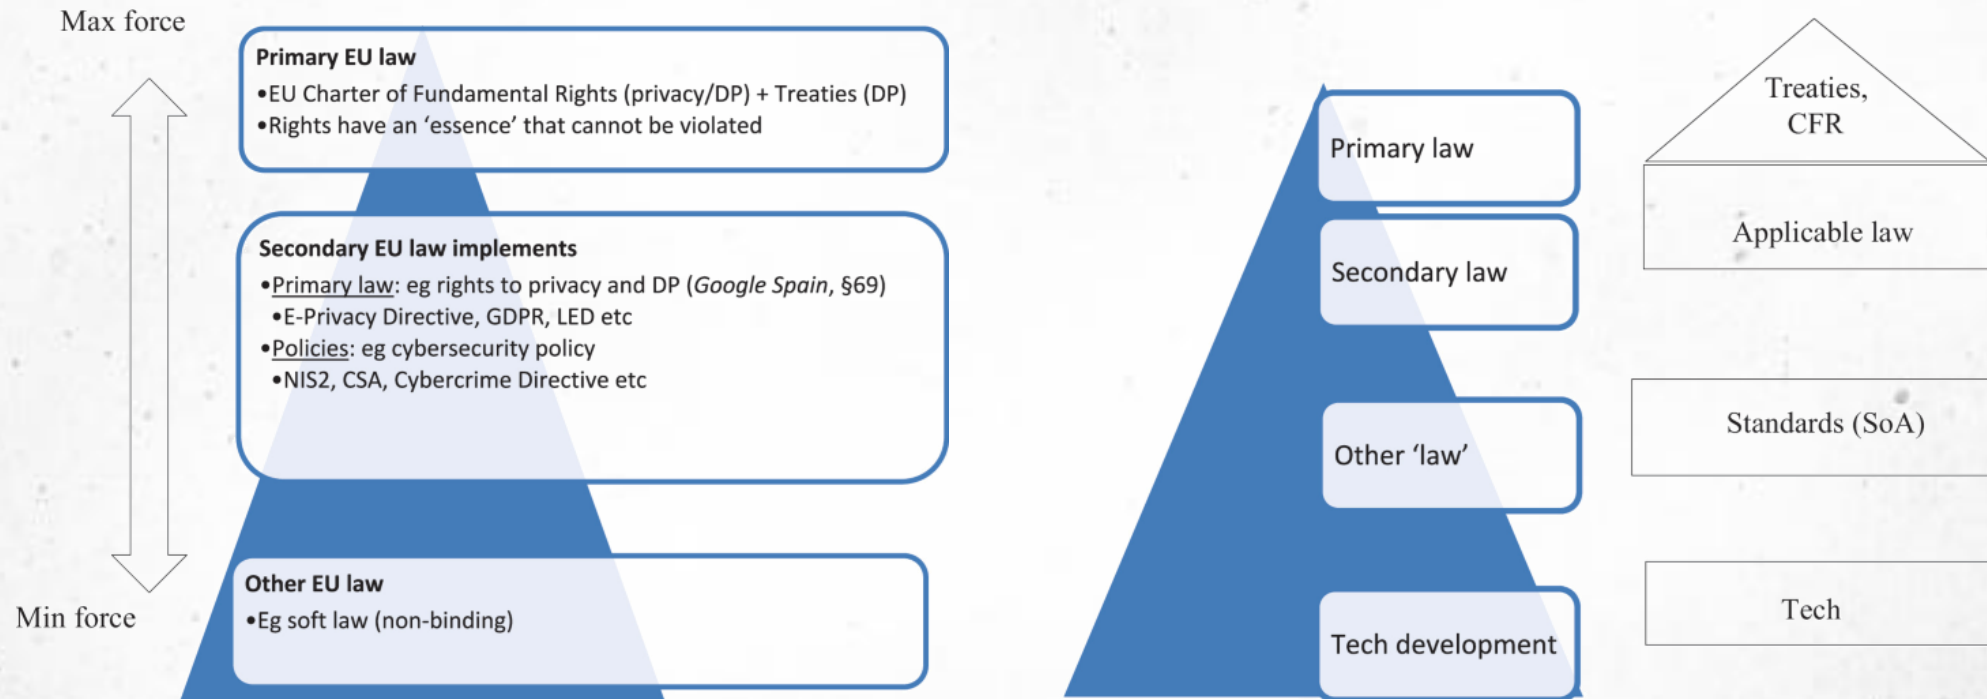 Max force
Min force
Primary EU law
•EU Charter of Fundamental Rights (privacy/DP) + Treaties (DP)
•Rights have an ‘essence’ that cannot be violated
Secondary EU law implements
•Primary law: eg rights to privacy and DP (Google Spain, §69)
•E-Privacy Directive, GDPR, LED etc
•Policies: eg cybersecurity policy
•NIS2, CSA, Cybercrime Directive etc
Other EU law
•Eg soft law (non-binding)
Primary law
Secondary law
Other ‘law’
Tech development
Treaties,
CFR
Applicable law
Standards (SoA)
Tech